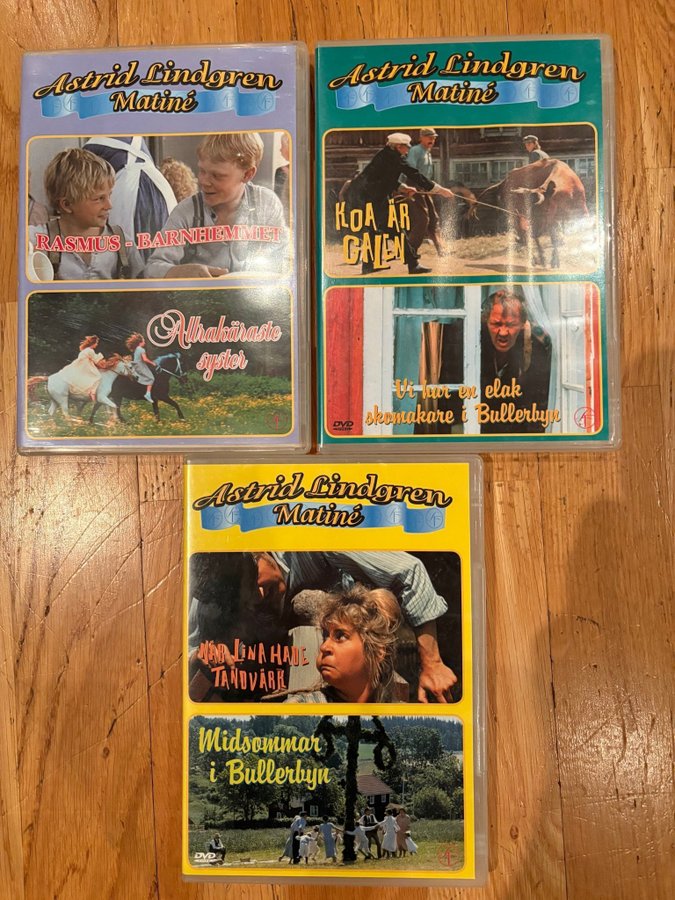 Astrid Lindgren
Matiné
RASMUS - BARNHEMMET
Allrakäraste
syster
Astrid Lindgren
Matiné
KOA ÄR
GALEN
Vi har en elak
skomakare i Bullerbyn
DVD
Astrid Lindgren
Matiné
NÄR LINA HADE
TANDVÄRK
Midsommar
i Bullerbyn
DVD